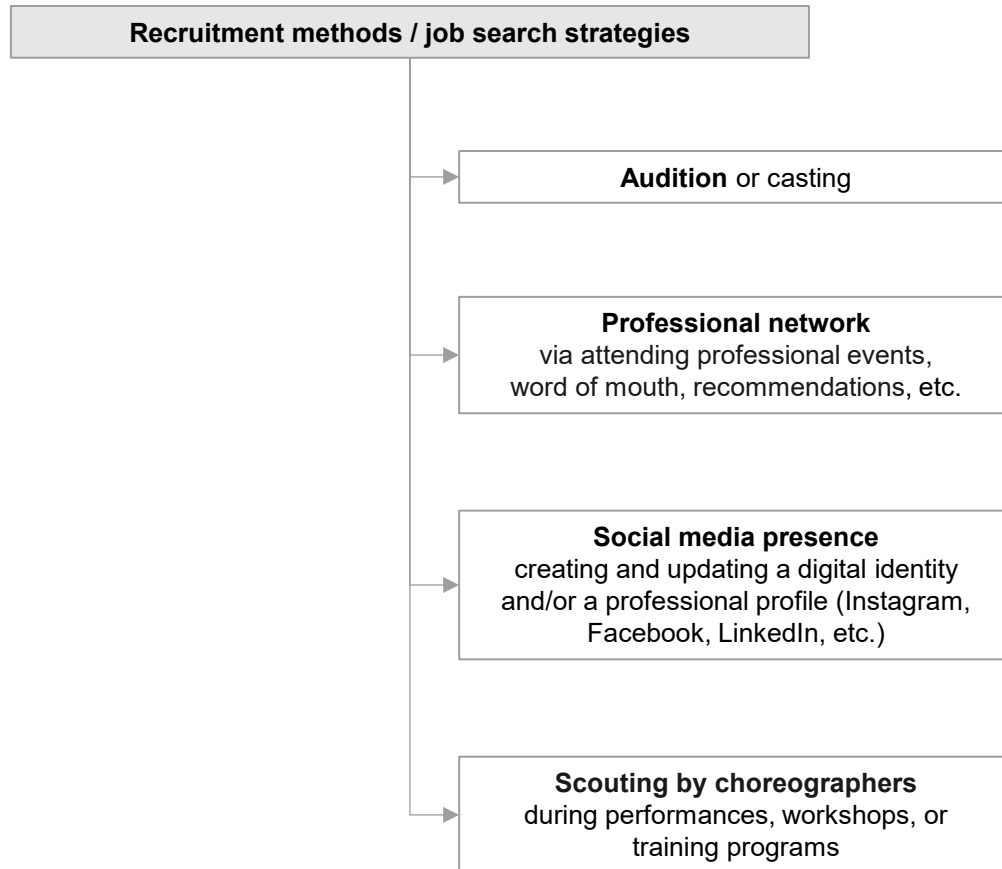 Recruitment methods / job search strategies
Audition or casting
Professional network
via attending professional events,
word of mouth, recommendations, etc.
Social media presence
creating and updating a digital identity
and/or a professional profile (Instagram,
Facebook, LinkedIn, etc.)
Scouting by choreographers
during performances, workshops, or
training programs